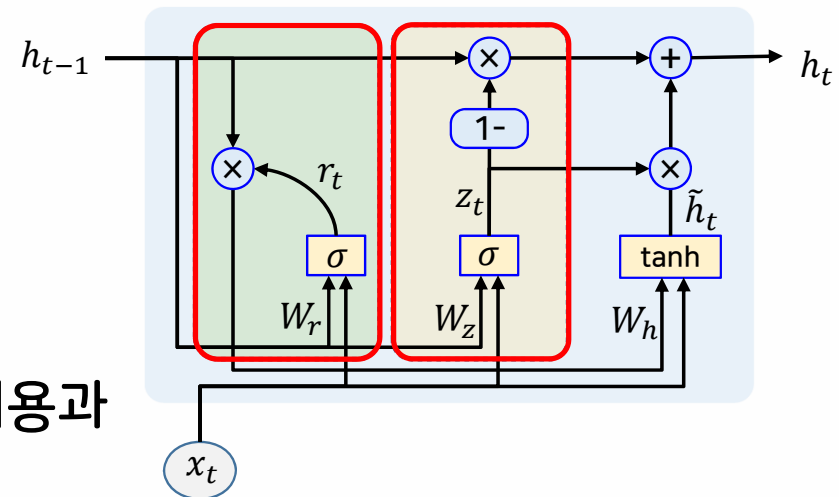 h_{t-1}
×
+
h_t
1-
×
r_t
×
z_t
h̃_t
σ
σ
tanh
W_r
W_z
W_h
용과
x_t